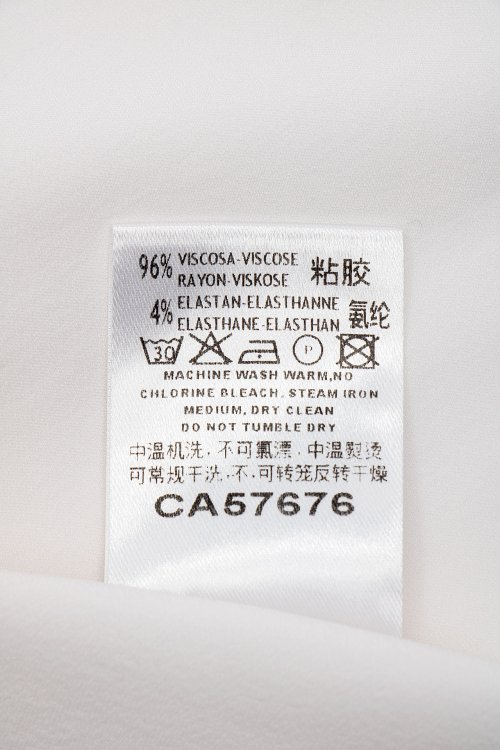 96% VISCOSA-VISCOSE 粘胶
RAYON-VISKOSE
4% ELASTAN-ELASTHANNE 氨纶
ELASTHANE-ELASTHAN
30 P
MACHINE WASH WARM,NO
CHLORINE BLEACH, STEAM IRON
MEDIUM, DRY CLEAN
DO NOT TUMBLE DRY
中温机洗,不可氯漂,中温熨烫
可常规干洗,不,可转笼反转干燥
CA57676